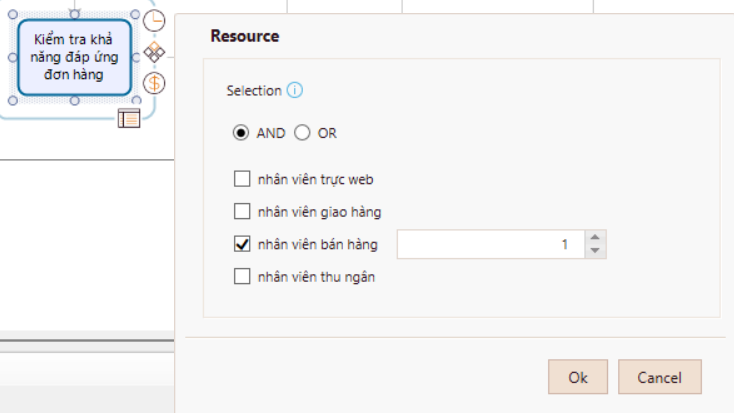 Kiểm tra khả
năng đáp ứng
đơn hàng
Resource
Selection
AND OR
nhân viên trực web
nhân viên giao hàng
nhân viên bán hàng 1
nhân viên thu ngân
Ok Cancel